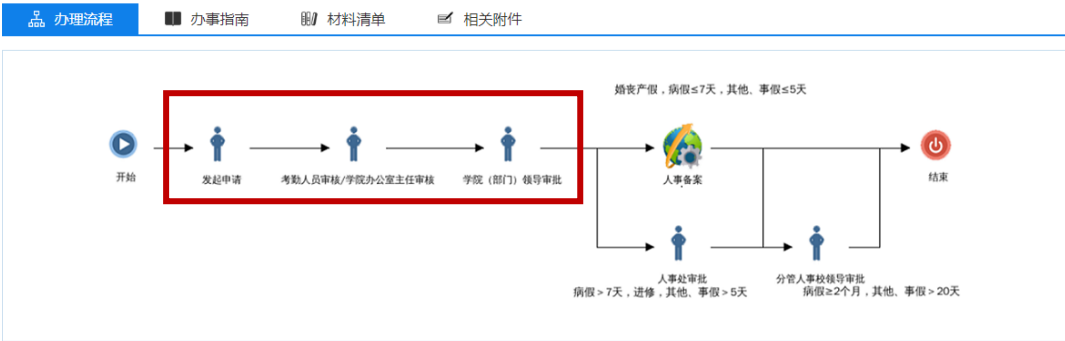 办理流程
办事指南
材料清单
相关附件
婚丧产假，病假≤7天，其他、事假≤5天
开始
发起申请
考勤人员审核/学院办公室主任审核
学院（部门）领导审批
人事备案
结束
人事处审批
病假＞7天，进修，其他、事假＞5天
分管人事校领导审批
病假≥2个月，其他、事假＞20天